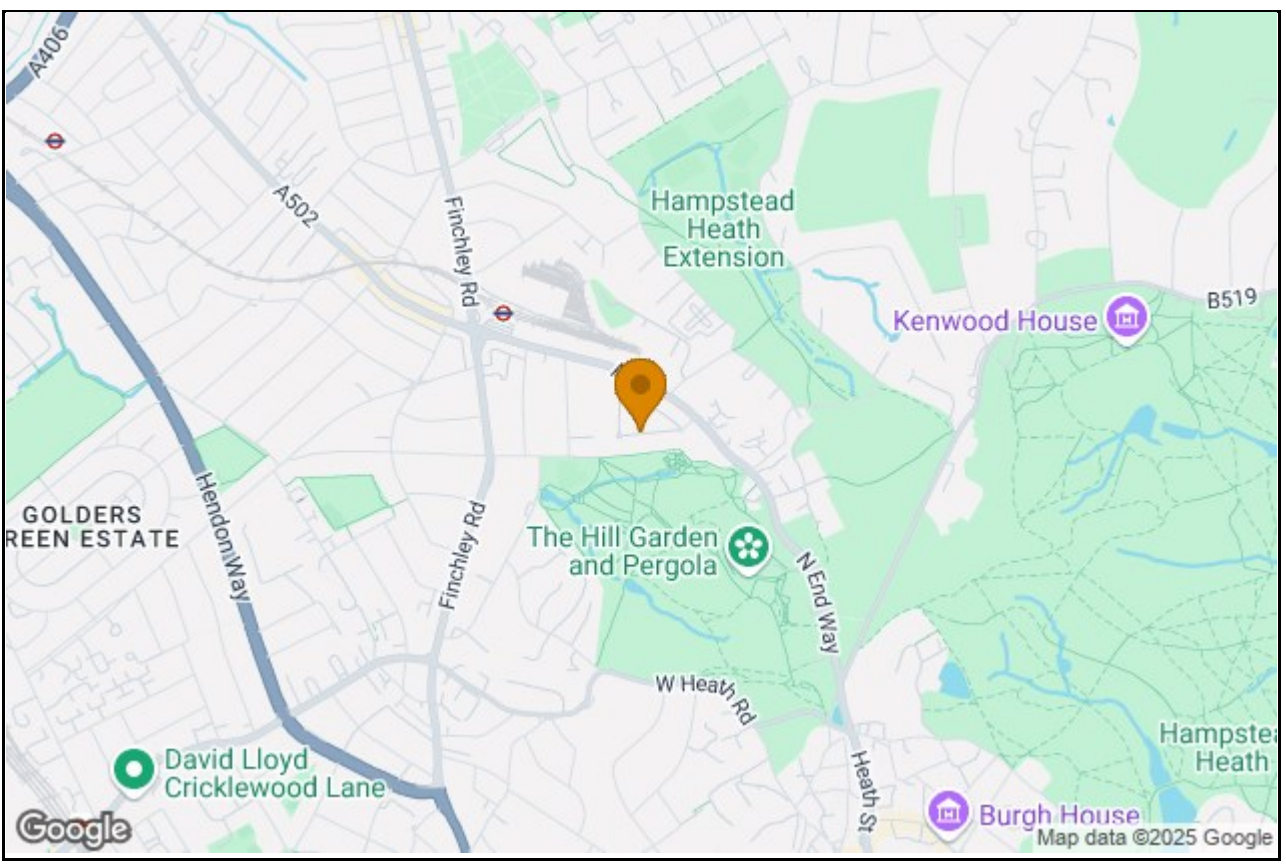 A406
A502
Finchley Rd
Hampstead
Heath
Extension
B519
Kenwood House
GOLDERS
REEN ESTATE
Hendon Way
Finchley Rd
The Hill Garden
and Pergola
N End Way
W Heath Rd
David Lloyd
Cricklewood Lane
Heath St
Hampstea
Heath
Burgh House
Google
Map data ©2025 Google